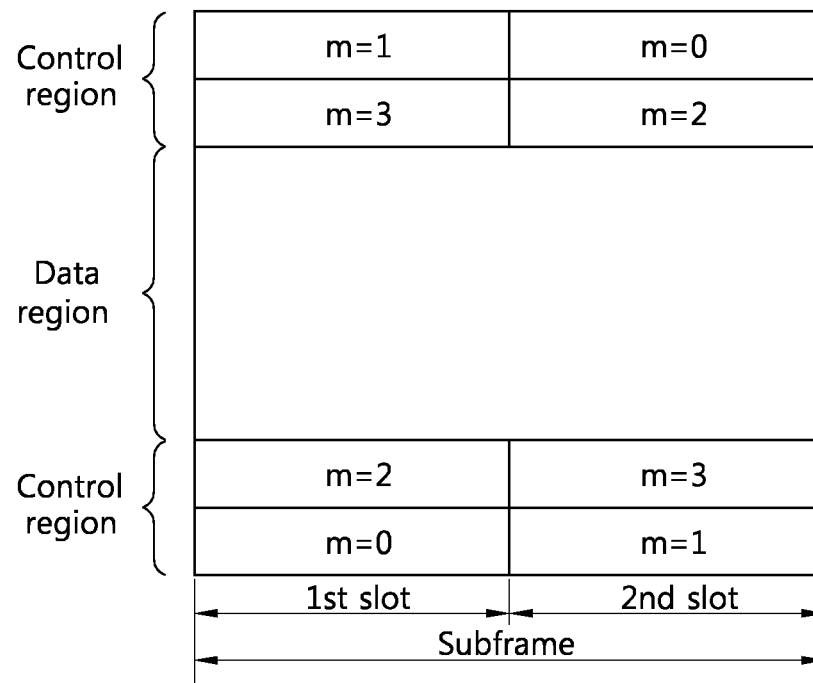 Control
region
m=1 m=0
m=3 m=2
Data
region
Control
region
m=2 m=3
m=0 m=1
1st slot 2nd slot
Subframe